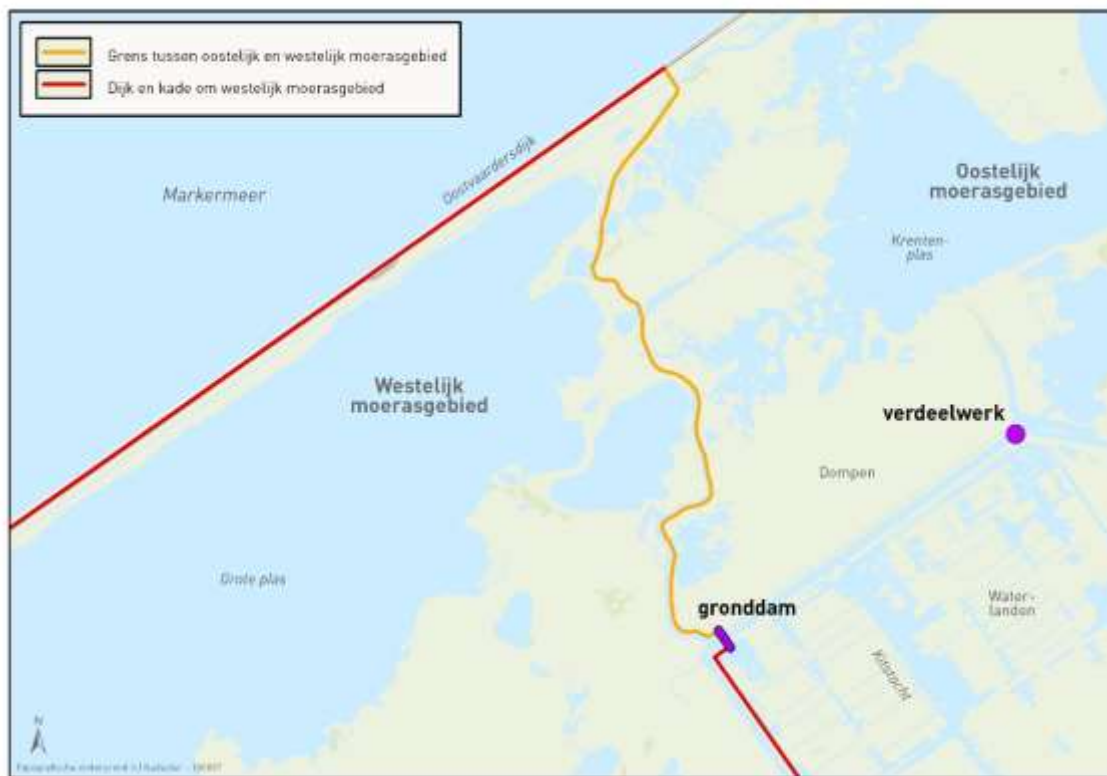 Grens tussen oostelijk en westelijk moerasgebied
Dijk en kade om westelijk moerasgebied
Oostvaardersdijk
Markermeer
Oostelijk
moerasgebied
Krenten-
plas
Westelijk
moerasgebied
verdeelwerk
Dompen
Grote plas
Water-
landen
gronddam
Kitstocht
N